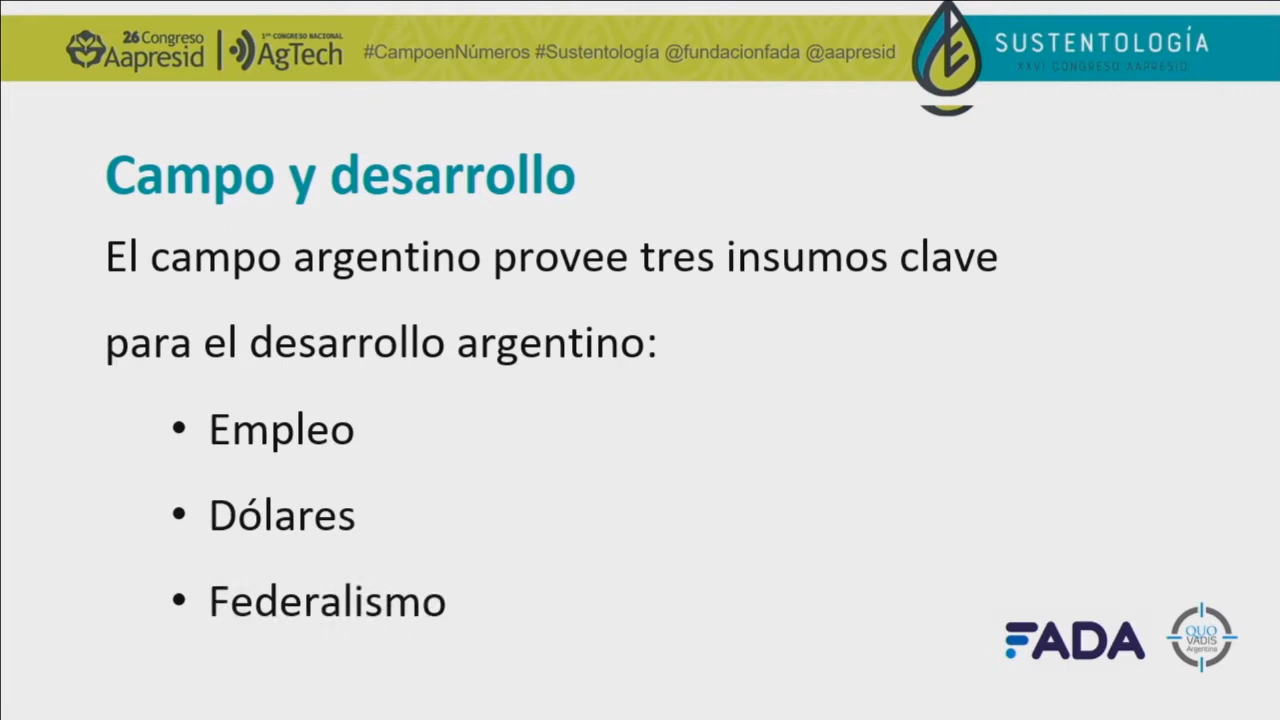 26 Congreso
Aapresid
1er CONGRESO NACIONAL
AgTech
#CampoenNúmeros #Sustentología @fundacionfada @aapresid
SUSTENTOLOGÍA
XXVI CONGRESO AAPRESID
Campo y desarrollo
El campo argentino provee tres insumos clave
para el desarrollo argentino:
• Empleo
• Dólares
• Federalismo
FADA
QUO
VADIS
Argentina